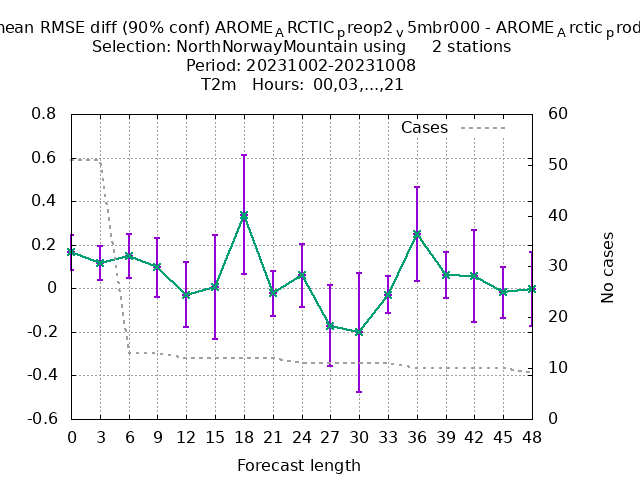 mean RMSE diff (90% conf) AROME_ARCTIC_preop2_v5mbr000 - AROME_Arctic_prod
Selection: NorthNorwayMountain using 2 stations
Period: 20231002-20231008
T2m Hours: 00,03,...,21
Cases
0.8
0.6
0.4
0.2
0
-0.2
-0.4
-0.6
60
50
40
30
20
10
0
No cases
0 3 6 9 12 15 18 21 24 27 30 33 36 39 42 45 48
Forecast length